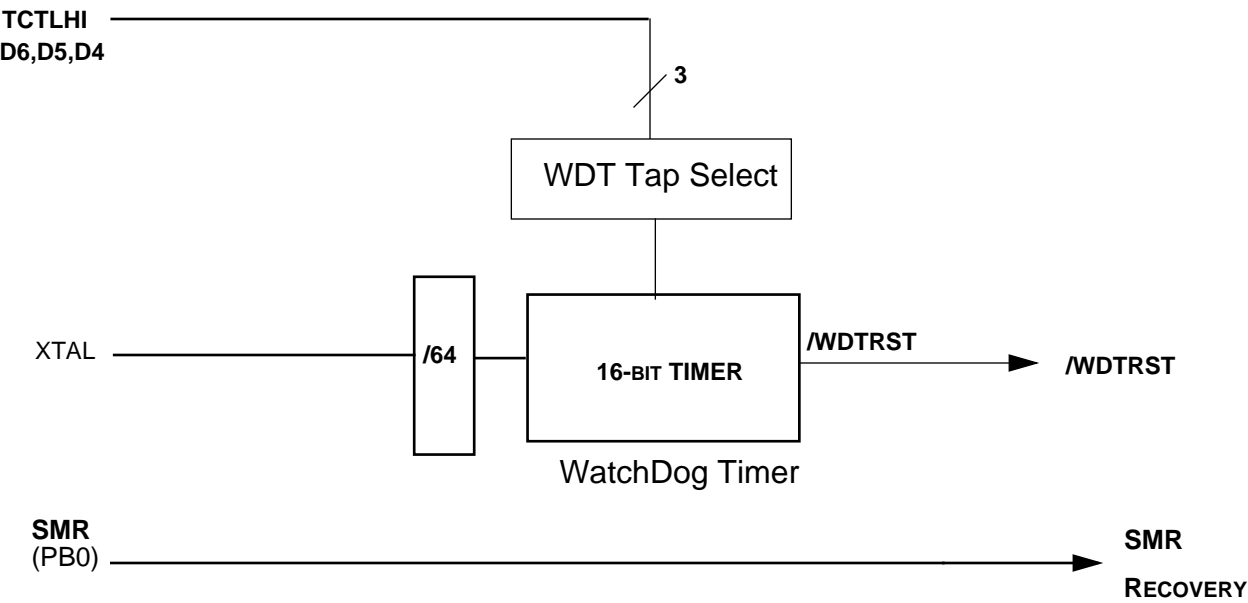 TCTLHI
D6,D5,D4
3
WDT Tap Select
XTAL
/64
16-BIT TIMER
/WDTRST
/WDTRST
WatchDog Timer
SMR
(PB0)
SMR
RECOVERY